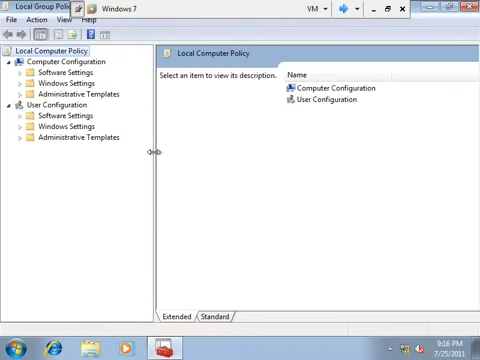 Local Group Polic
Windows 7
VM
File Action View Help
Local Computer Policy
Computer Configuration
Software Settings
Windows Settings
Administrative Templates
User Configuration
Software Settings
Windows Settings
Administrative Templates
Local Computer Policy
Select an item to view its description.
Name
Computer Configuration
User Configuration
Extended Standard
9:16 PM
7/25/2011